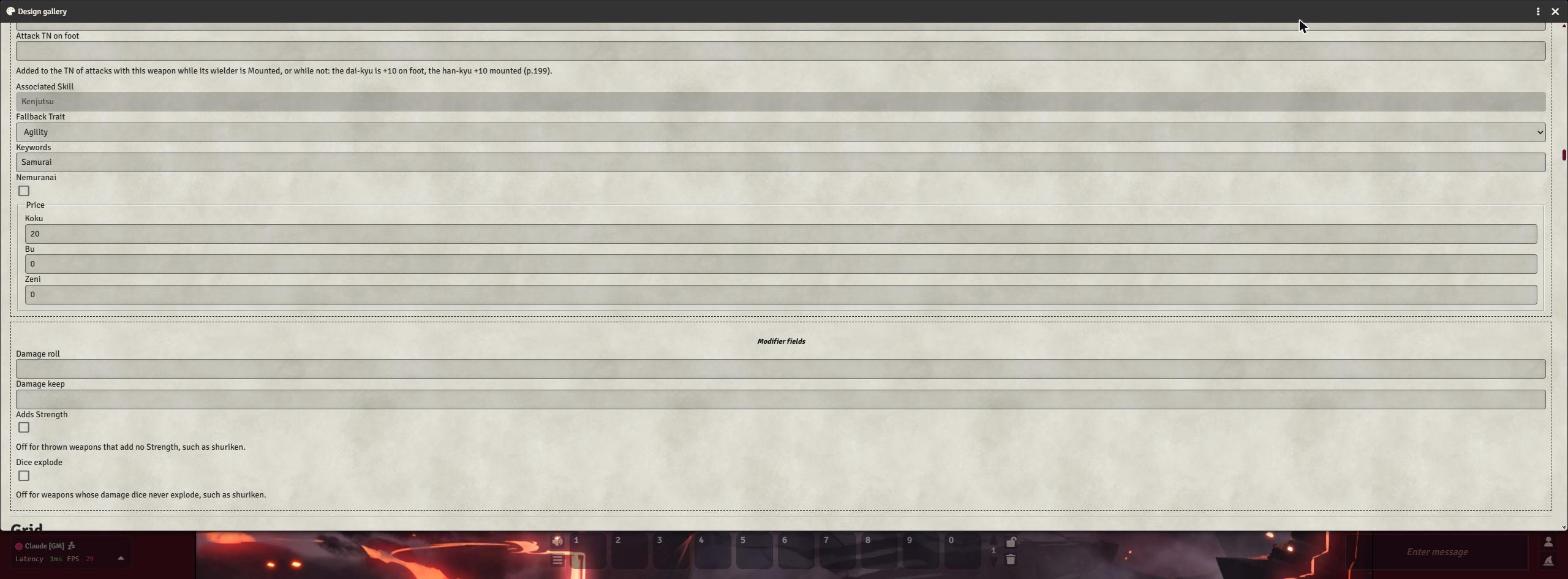 Design gallery
Attack TN on foot
Added to the TN of attacks with this weapon while its wielder is Mounted, or while not: the dai-kyu is +10 on foot, the han-kyu +10 mounted (p.199).
Associated Skill
Kenjutsu
Fallback Trait
Agility
Keywords
Samurai
Nemuranai
Price
Koku
20
Bu
0
Zeni
0
Modifier fields
Damage roll
Damage keep
Adds Strength
Off for thrown weapons that add no Strength, such as shuriken.
Dice explode
Off for weapons whose damage dice never explode, such as shuriken.
Grid
Claude [GM]
Latency 3ms FPS 29
1 2 3 4 5 6 7 8 9 0
1
Enter message